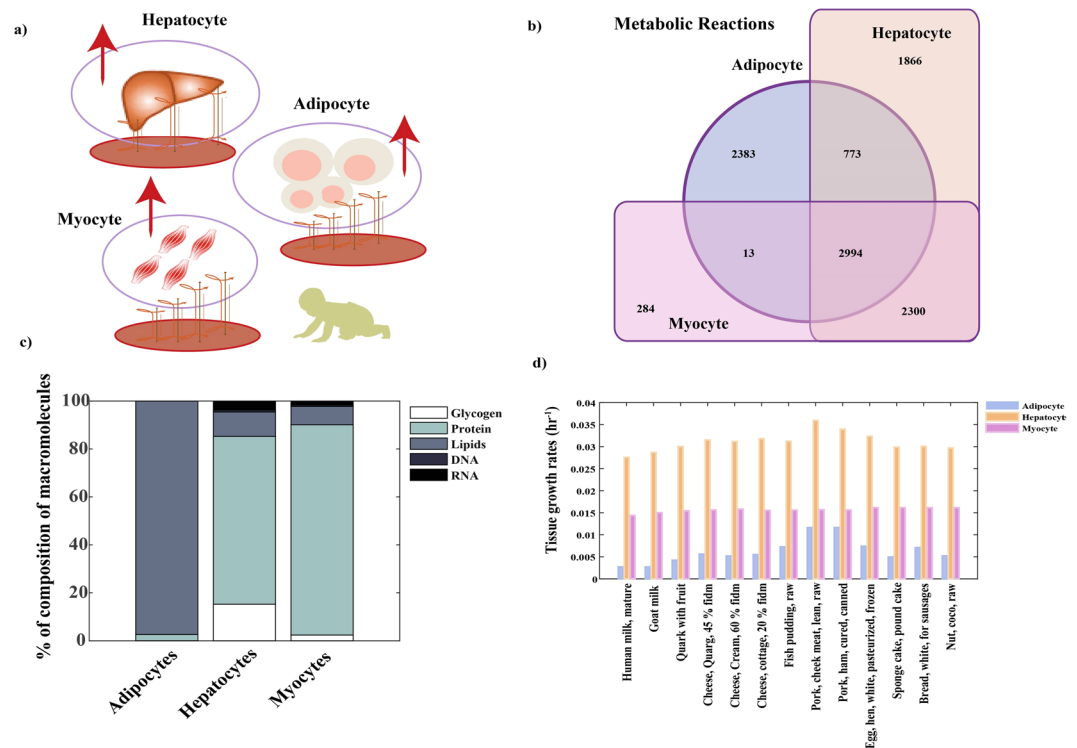 a)
Hepatocyte
Adipocyte
Myocyte
b)
Metabolic Reactions
Hepatocyte
1866
Adipocyte
2383
773
13
2994
284
Myocyte
2300
c)
% of composition of macromolecules
100
80
60
40
20
0
Adipocytes
Hepatocytes
Myocytes
Glycogen
Protein
Lipids
DNA
RNA
d)
Tissue growth rates (hr-1)
0.04
0.035
0.03
0.025
0.02
0.015
0.01
0.005
0
Adipocyte
Hepatocyte
Myocyte
Human milk, mature
Goat milk
Quark with fruit
Cheese, Quarg, 45 % fidm
Cheese, Cream, 60 % fidm
Cheese, cottage, 20 % fidm
Fish pudding, raw
Pork, cheek meat, lean, raw
Pork, ham, cured, canned
Egg, hen, white, pasteurized, frozen
Sponge cake, pound cake
Bread, white, for sausages
Nut, coco, raw